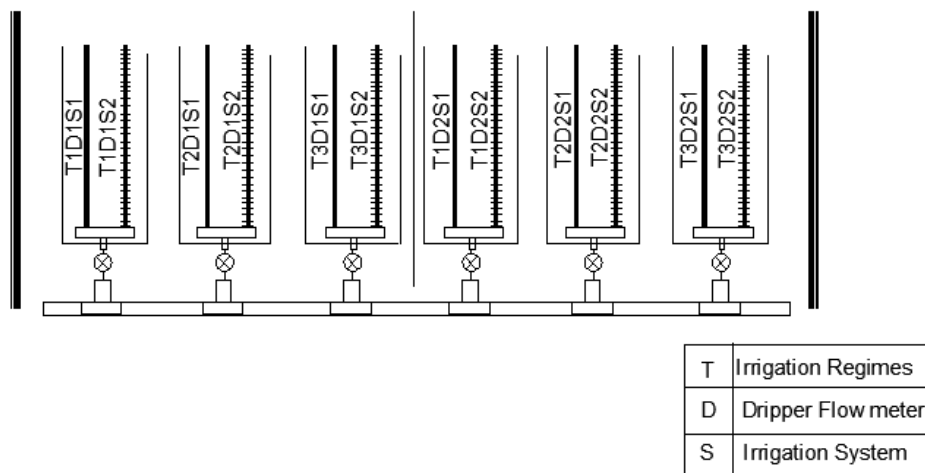 T1D1S1
T1D1S2
T2D1S1
T2D1S2
T3D1S1
T3D1S2
T1D2S1
T1D2S2
T2D2S1
T2D2S2
T3D2S1
T3D2S2
T Irrigation Regimes
D Dripper Flow meter
S Irrigation System